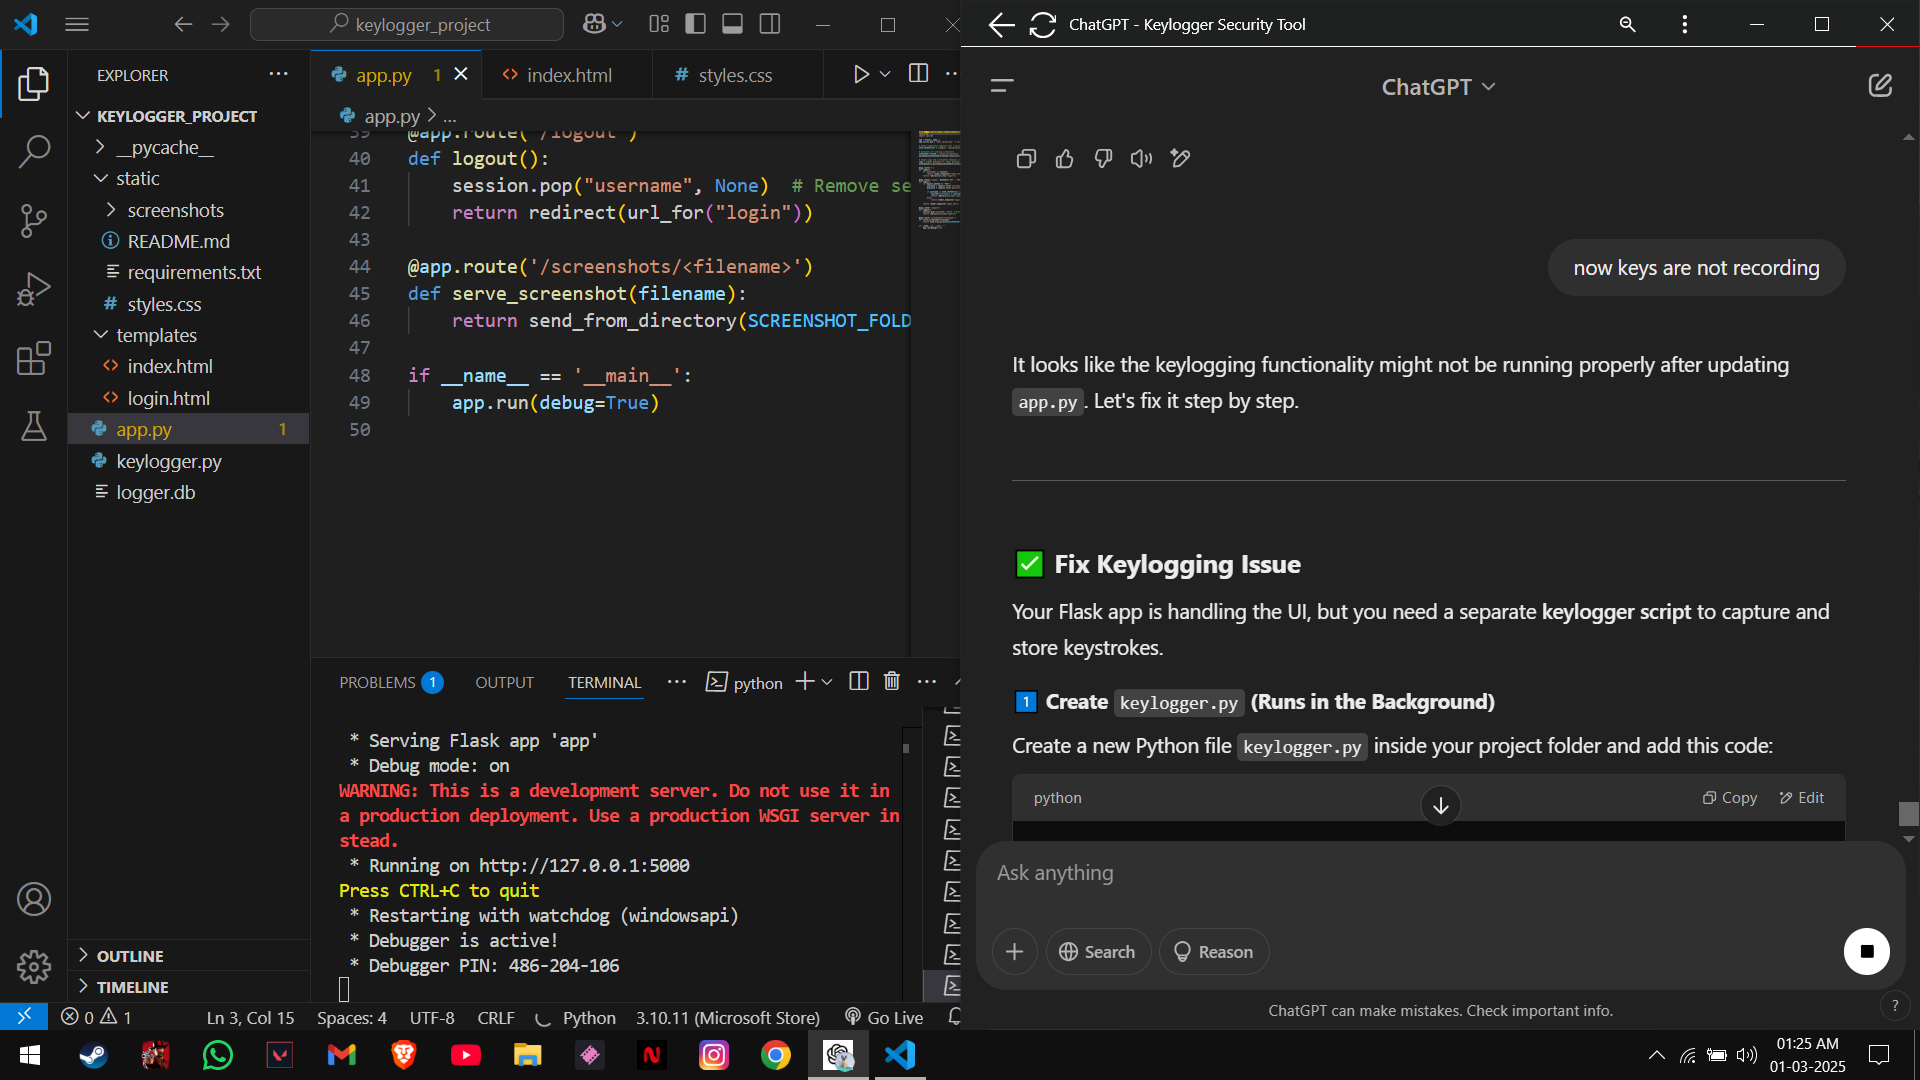 keylogger_project
EXPLORER
KEYLOGGER_PROJECT
__pycache__
static
screenshots
README.md
requirements.txt
styles.css
templates
index.html
login.html
app.py 1
keylogger.py
logger.db
OUTLINE
TIMELINE
app.py 1
index.html
# styles.css
app.py > ...
39 @app.route('/logout')
40 def logout():
41 session.pop("username", None) # Remove se
42 return redirect(url_for("login"))
43
44 @app.route('/screenshots/<filename>')
45 def serve_screenshot(filename):
46 return send_from_directory(SCREENSHOT_FOLD
47
48 if __name__ == '__main__':
49 app.run(debug=True)
50
PROBLEMS 1 OUTPUT TERMINAL ... python
* Serving Flask app 'app'
* Debug mode: on
WARNING: This is a development server. Do not use it in
a production deployment. Use a production WSGI server in
stead.
* Running on http://127.0.0.1:5000
Press CTRL+C to quit
* Restarting with watchdog (windowsapi)
* Debugger is active!
* Debugger PIN: 486-204-106
0 1 Ln 3, Col 15 Spaces: 4 UTF-8 CRLF Python 3.10.11 (Microsoft Store) Go Live
ChatGPT - Keylogger Security Tool
ChatGPT
now keys are not recording
It looks like the keylogging functionality might not be running properly after updating
app.py. Let's fix it step by step.
Fix Keylogging Issue
Your Flask app is handling the UI, but you need a separate keylogger script to capture and
store keystrokes.
1 Create keylogger.py (Runs in the Background)
Create a new Python file keylogger.py inside your project folder and add this code:
python Copy Edit
Ask anything
Search Reason
ChatGPT can make mistakes. Check important info.
?
01:25 AM
01-03-2025